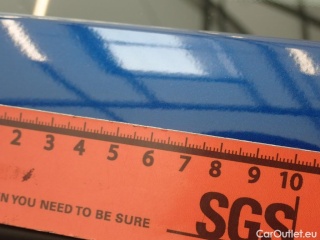 2 3 4 5 6 7 8 9 10
N YOU NEED TO BE SURE
SGS
CarOutlet.eu